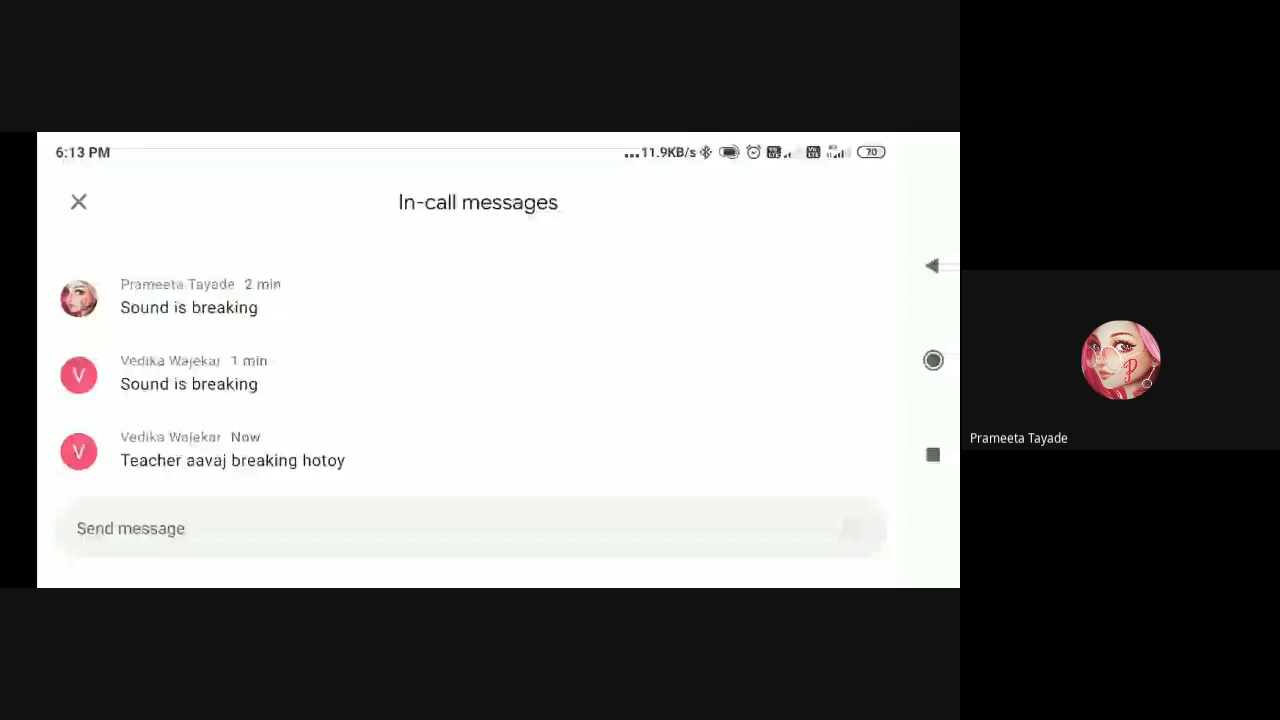 6:13 PM
...11.9KB/s
70
In-call messages
Prameeta Tayade 2 min
Sound is breaking
V
Vedika Wajekar 1 min
Sound is breaking
V
Vedika Wajekar Now
Teacher aavaj breaking hotoy
Send message
P
Prameeta Tayade